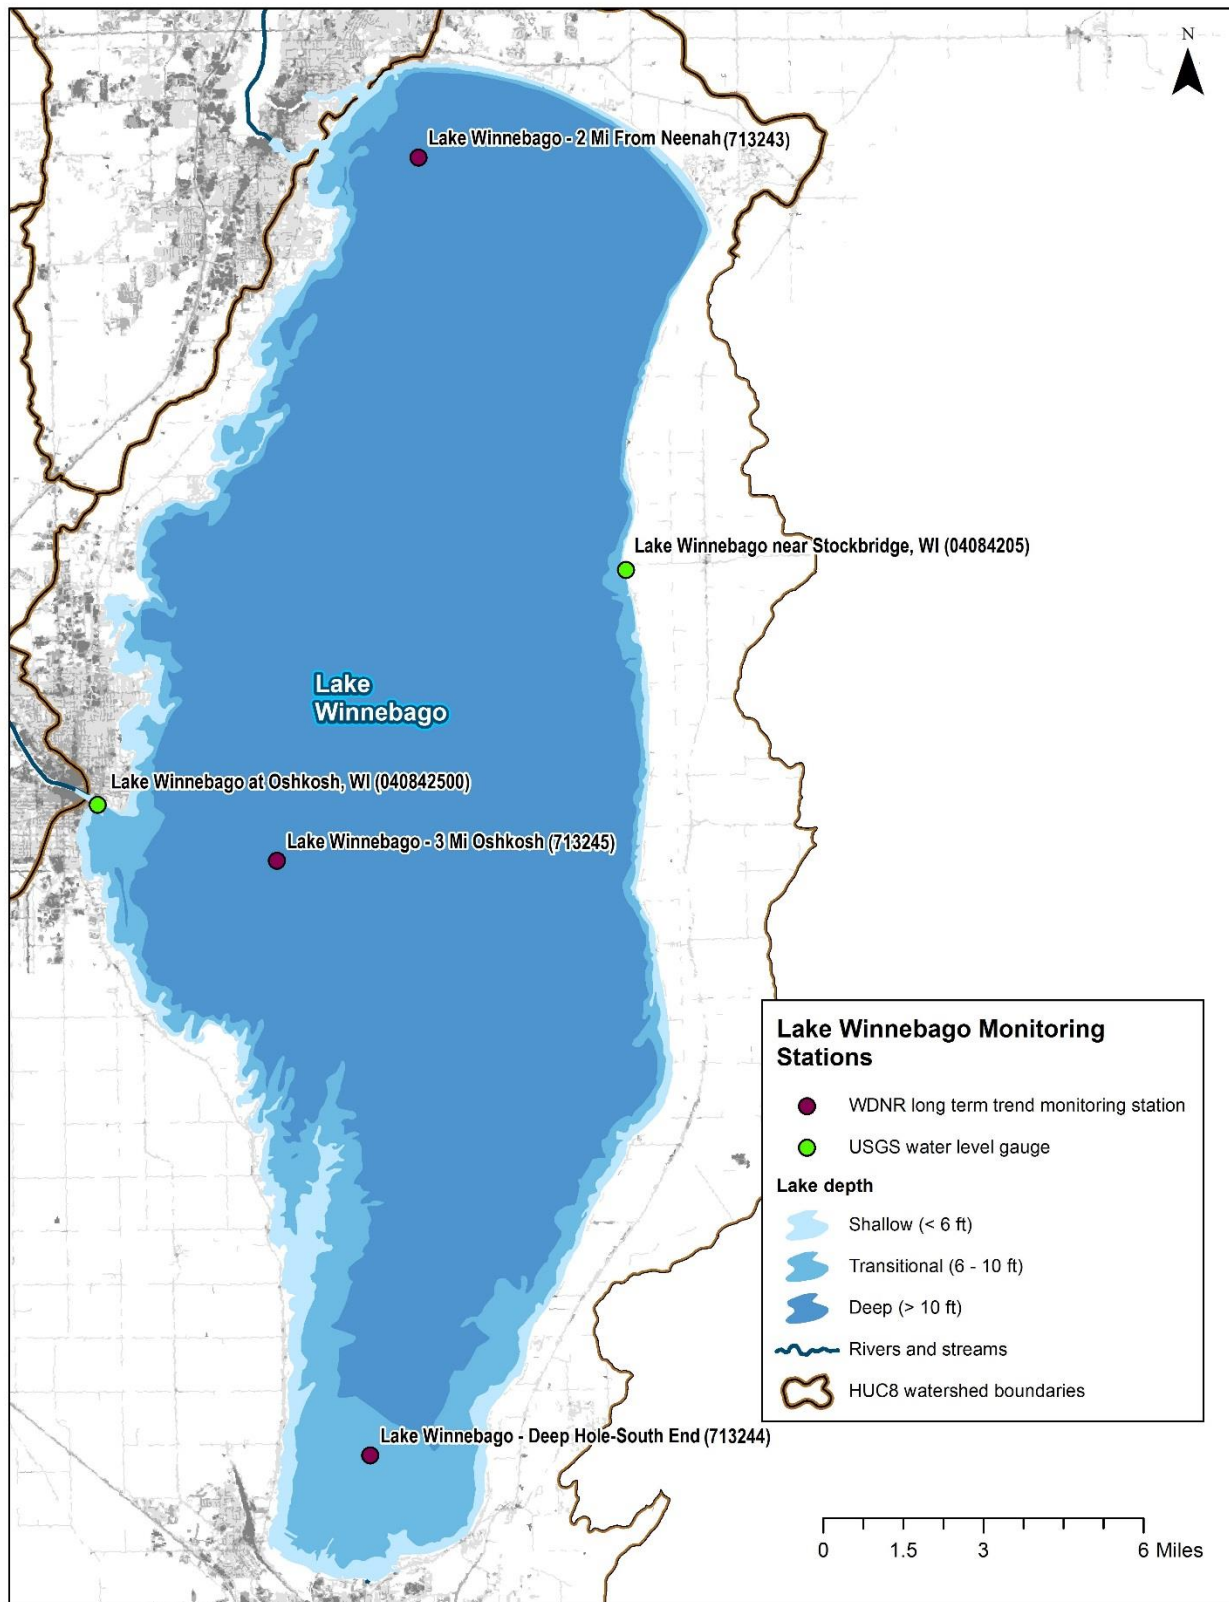 N
Lake Winnebago - 2 Mi From Neenah (713243)
Lake Winnebago near Stockbridge, WI (04084205)
Lake
Winnebago
Lake Winnebago at Oshkosh, WI (040842500)
Lake Winnebago - 3 Mi Oshkosh (713245)
Lake Winnebago Monitoring
Stations
WDNR long term trend monitoring station
USGS water level gauge
Lake depth
Shallow (< 6 ft)
Transitional (6 - 10 ft)
Deep (> 10 ft)
Rivers and streams
HUC8 watershed boundaries
Lake Winnebago - Deep Hole-South End (713244)
0 1.5 3 6 Miles